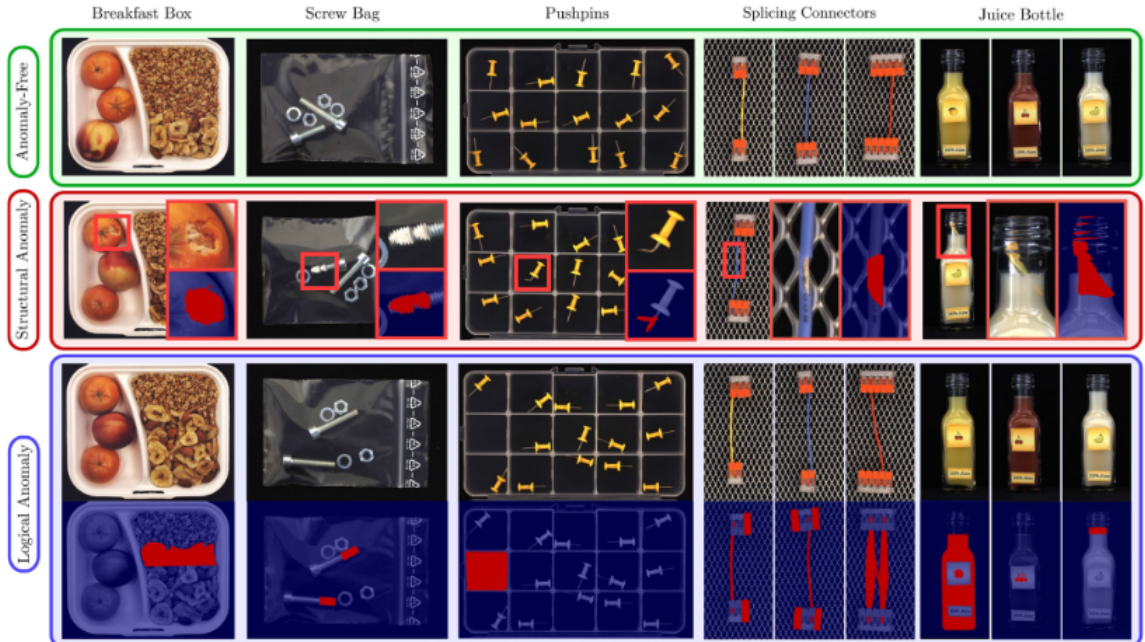 Breakfast Box
Screw Bag
Pushpins
Splicing Connectors
Juice Bottle
Anomaly-Free
Structural Anomaly
Logical Anomaly